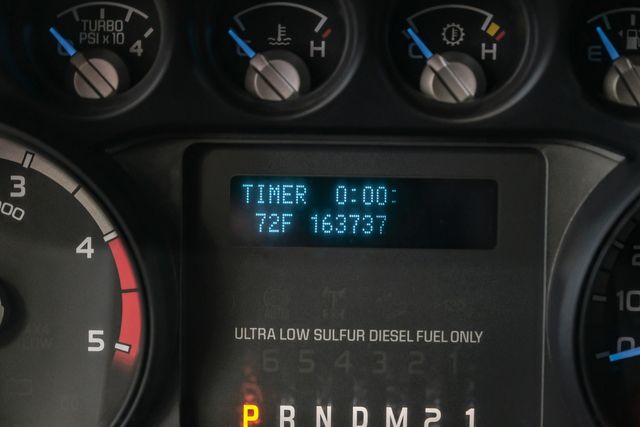 TURBO
PSI x 10
4
H
H
E
TIMER 0:00:
72F 163737
3
4
5
ULTRA LOW SULFUR DIESEL FUEL ONLY
6 5 4 3 2 1
P R N D M 2 1